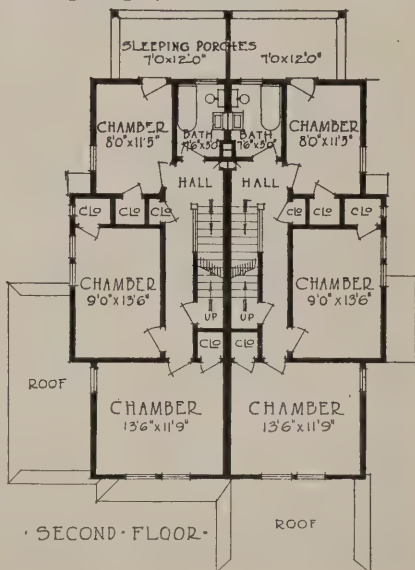 SLEEPING PORCHES
7'0"x12'0" 7'0"x12'0"
CHAMBER
8'0"x11'5"
BATH
7'6"x5'0"
BATH
7'6"x5'0"
CHAMBER
8'0"x11'5"
HALL HALL
CLO CLO CLO CLO CLO CLO
CHAMBER
9'0"x13'6"
CHAMBER
9'0"x13'6"
UP UP
CLO CLO
ROOF
CHAMBER
13'6"x11'9"
CHAMBER
13'6"x11'9"
· SECOND · FLOOR ·
ROOF